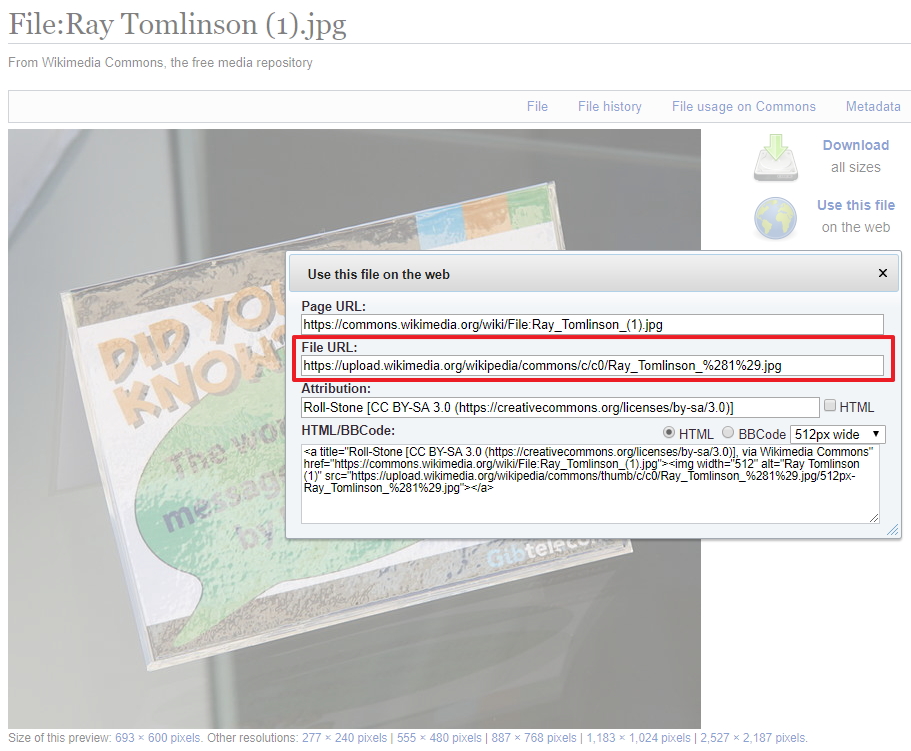 File:Ray Tomlinson (1).jpg
From Wikimedia Commons, the free media repository
File File history File usage on Commons Metadata
Download
all sizes
Use this file
on the web
DID YOU
KNOW
The wor
message
by
Gibtelecom
Use this file on the web ×
Page URL:
https://commons.wikimedia.org/wiki/File:Ray_Tomlinson_(1).jpg
File URL:
https://upload.wikimedia.org/wikipedia/commons/c/c0/Ray_Tomlinson_%281%29.jpg
Attribution:
Roll-Stone [CC BY-SA 3.0 (https://creativecommons.org/licenses/by-sa/3.0)] HTML
HTML/BBCode: HTML BBCode 512px wide
<a title="Roll-Stone [CC BY-SA 3.0 (https://creativecommons.org/licenses/by-sa/3.0)], via Wikimedia Commons"
href="https://commons.wikimedia.org/wiki/File:Ray_Tomlinson_(1).jpg"><img width="512" alt="Ray Tomlinson
(1)" src="https://upload.wikimedia.org/wikipedia/commons/thumb/c/c0/Ray_Tomlinson_%281%29.jpg/512px-
Ray_Tomlinson_%281%29.jpg"></a>
Size of this preview: 693 × 600 pixels. Other resolutions: 277 × 240 pixels | 555 × 480 pixels | 887 × 768 pixels | 1,183 × 1,024 pixels | 2,527 × 2,187 pixels.